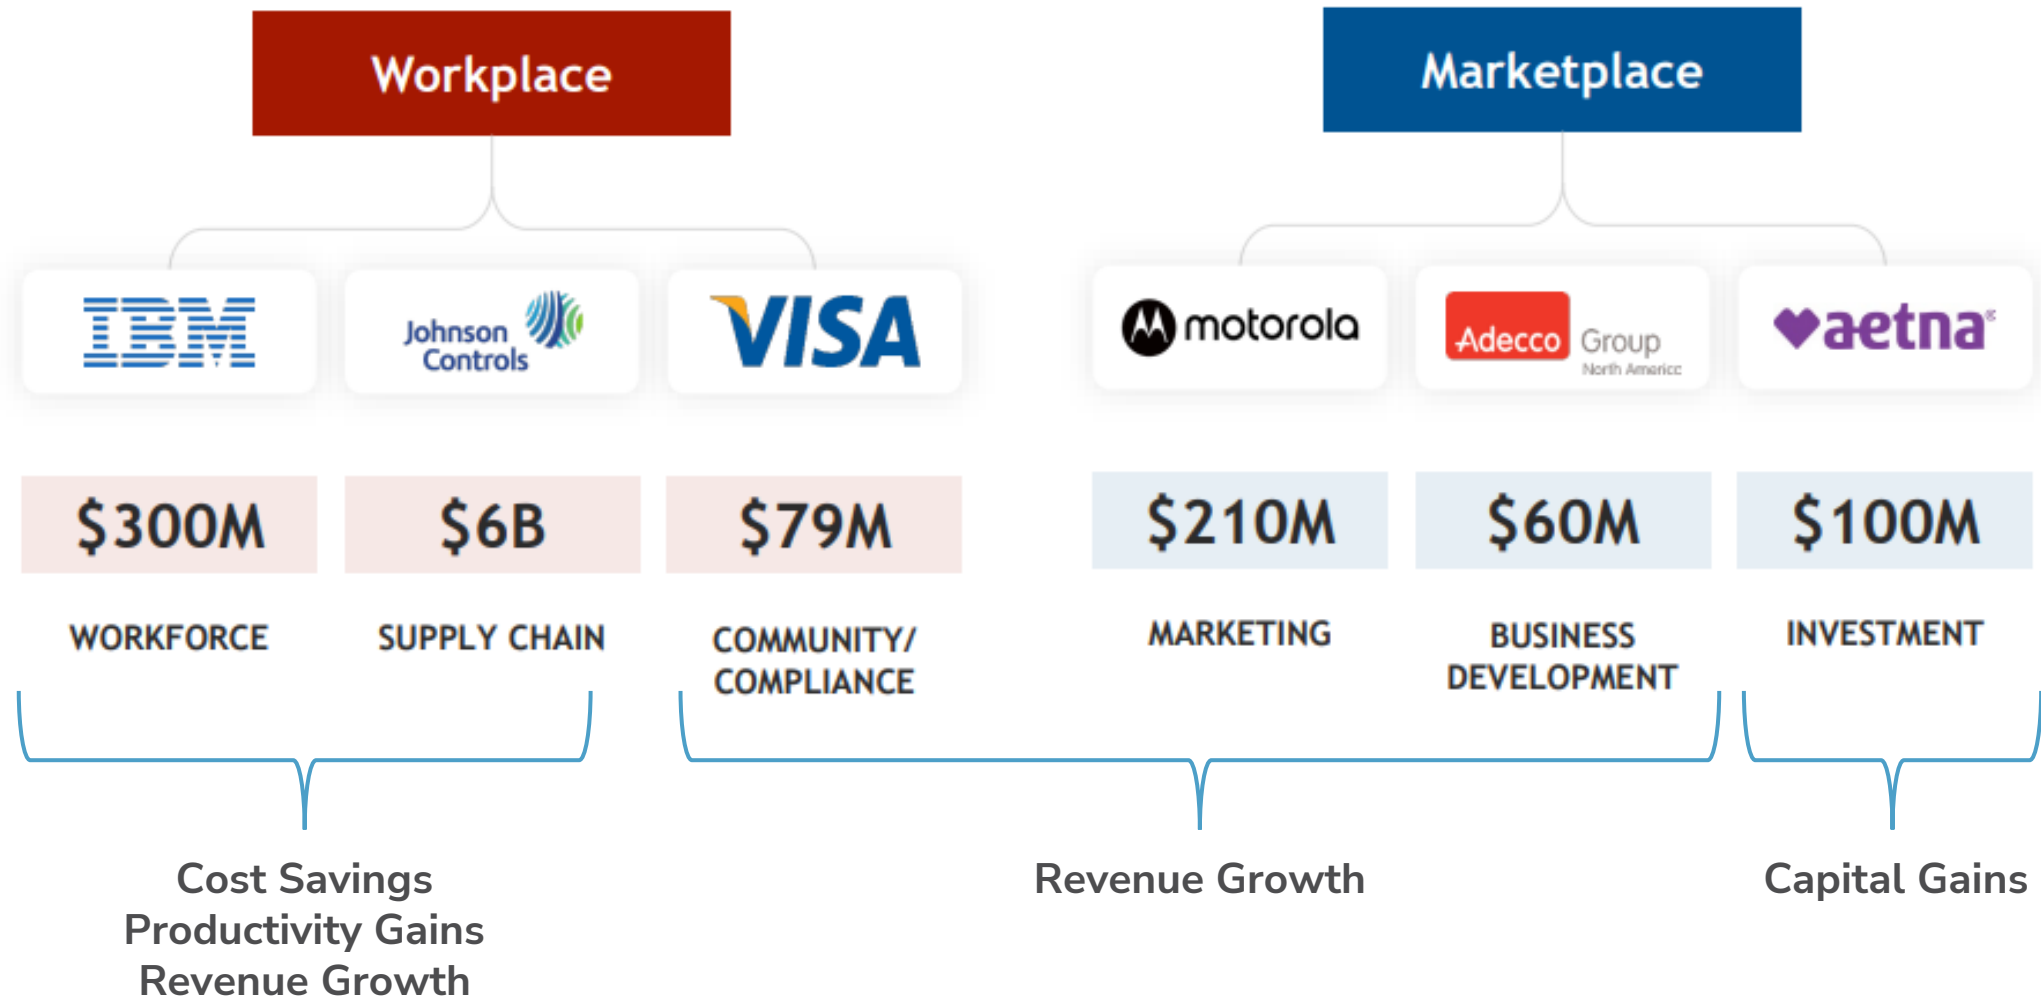 Workplace
Marketplace
IBM
Johnson
Controls
VISA
motorola
Adecco Group
North America
aetna®
$300M
$6B
$79M
$210M
$60M
$100M
WORKFORCE
SUPPLY CHAIN
COMMUNITY/
COMPLIANCE
MARKETING
BUSINESS
DEVELOPMENT
INVESTMENT
Cost Savings
Productivity Gains
Revenue Growth
Revenue Growth
Capital Gains